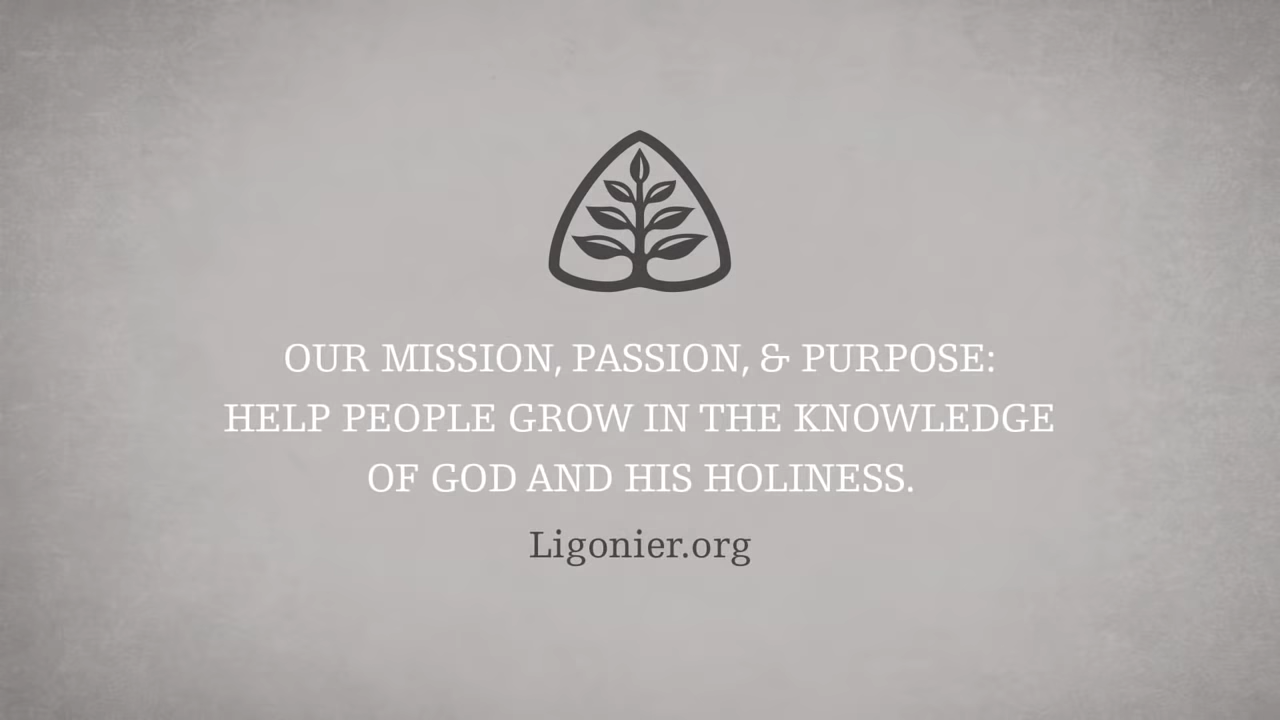 OUR MISSION, PASSION, & PURPOSE:
HELP PEOPLE GROW IN THE KNOWLEDGE
OF GOD AND HIS HOLINESS.
Ligonier.org